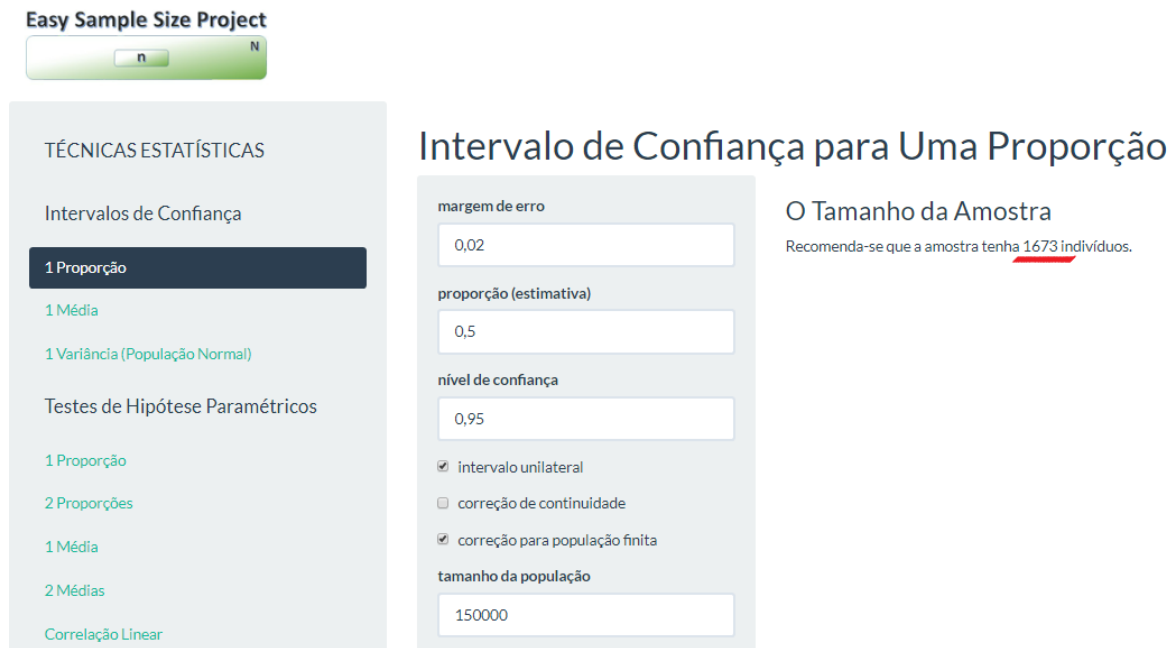 Easy Sample Size Project
N
n
TÉCNICAS ESTATÍSTICAS
Intervalos de Confiança
1 Proporção
1 Média
1 Variância (População Normal)
Testes de Hipótese Paramétricos
1 Proporção
2 Proporções
1 Média
2 Médias
Correlação Linear
Intervalo de Confiança para Uma Proporção
margem de erro
0,02
proporção (estimativa)
0,5
nível de confiança
0,95
intervalo unilateral
correção de continuidade
correção para população finita
tamanho da população
150000
O Tamanho da Amostra
Recomenda-se que a amostra tenha 1673 indivíduos.